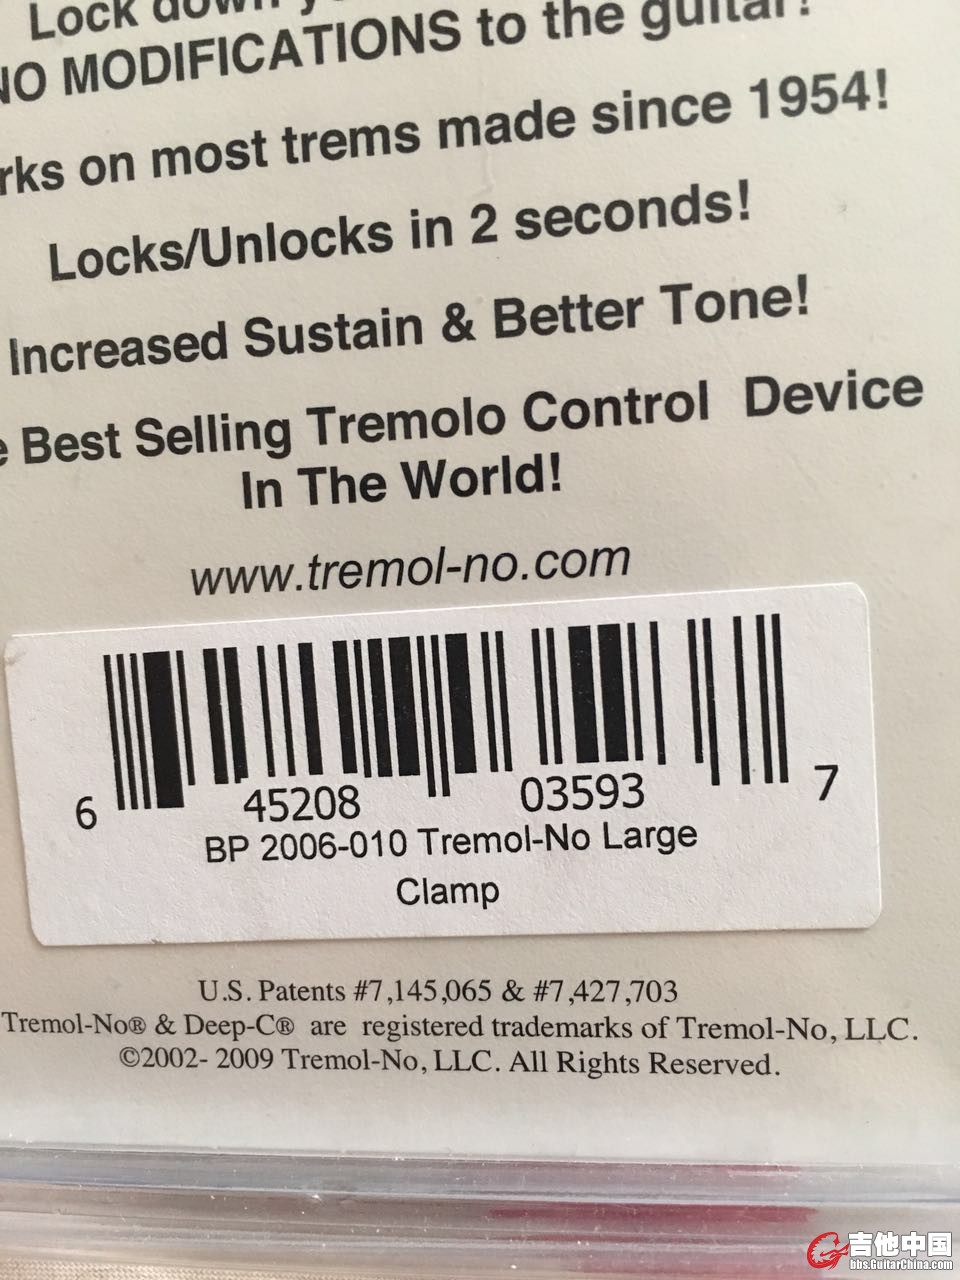 Lock down
NO MODIFICATIONS to the guitar!
rks on most trems made since 1954!
Locks/Unlocks in 2 seconds!
Increased Sustain & Better Tone!
e Best Selling Tremolo Control Device
In The World!
www.tremol-no.com
6 45208 03593 7
BP 2006-010 Tremol-No Large
Clamp
U.S. Patents #7,145,065 & #7,427,703
Tremol-No® & Deep-C® are registered trademarks of Tremol-No, LLC.
©2002- 2009 Tremol-No, LLC. All Rights Reserved.
吉他中国
bbs.GuitarChina.com